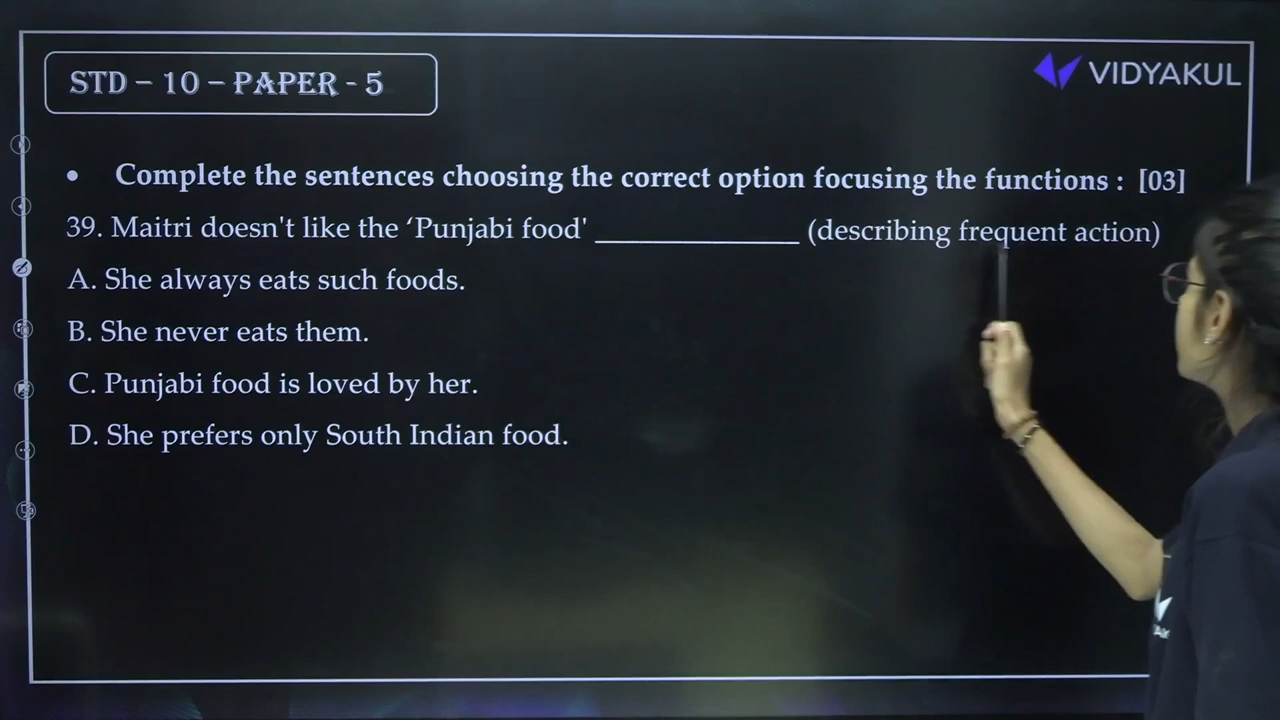 STD – 10 – PAPER - 5
VIDYAKUL
• Complete the sentences choosing the correct option focusing the functions : [03]
39. Maitri doesn't like the ‘Punjabi food' ______________ (describing frequent action)
A. She always eats such foods.
B. She never eats them.
C. Punjabi food is loved by her.
D. She prefers only South Indian food.